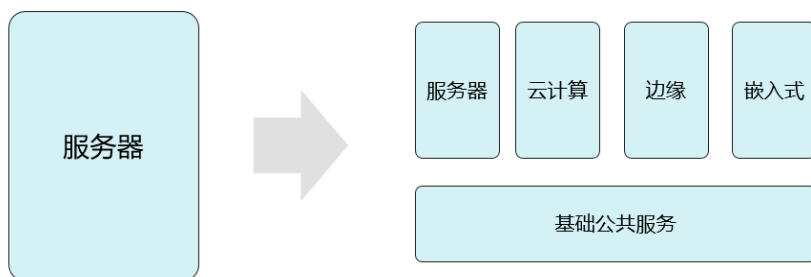 服务器
服务器
云计算
边缘
嵌入式
基础公共服务